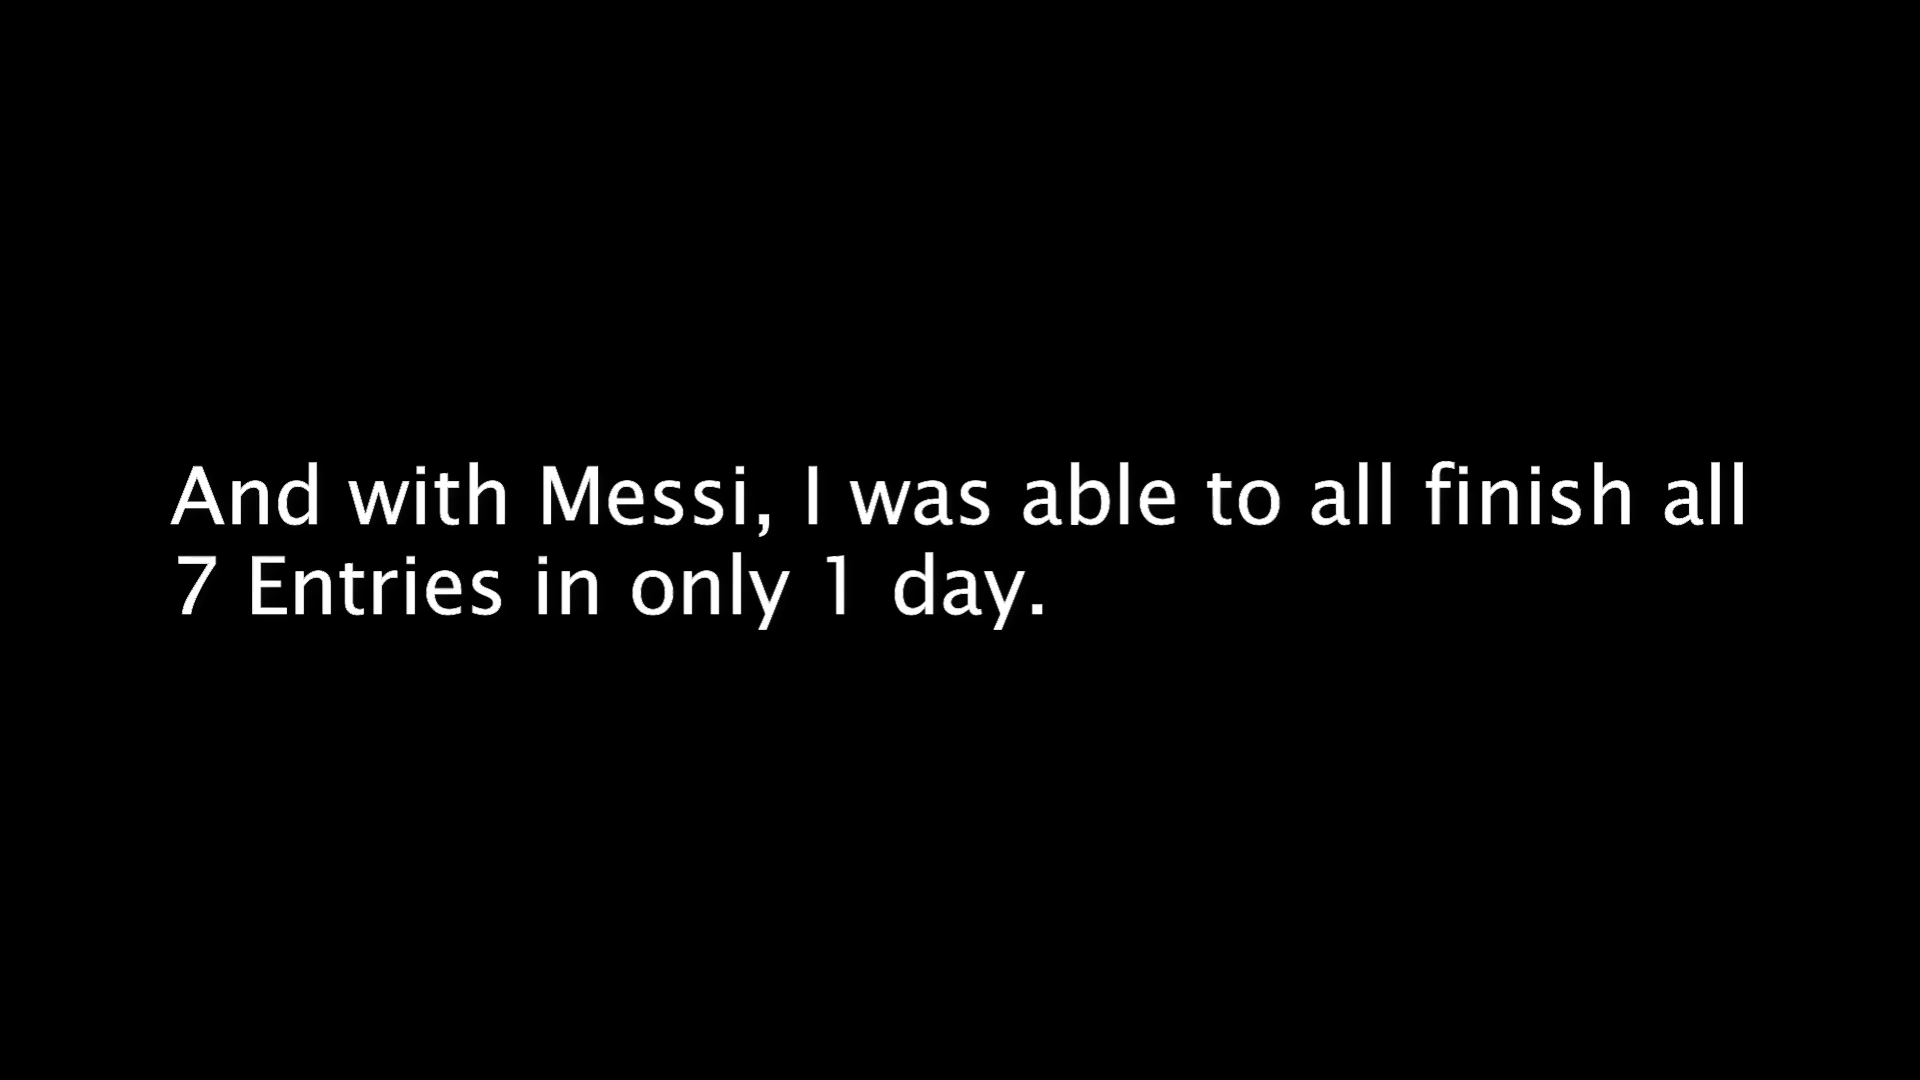 And with Messi, I was able to all finish all
7 Entries in only 1 day.